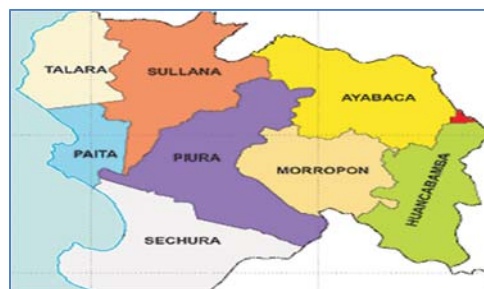 TALARA
SULLANA
AYABACA
PAITA
PIURA
MORROPON
HUANCABAMBA
SECHURA